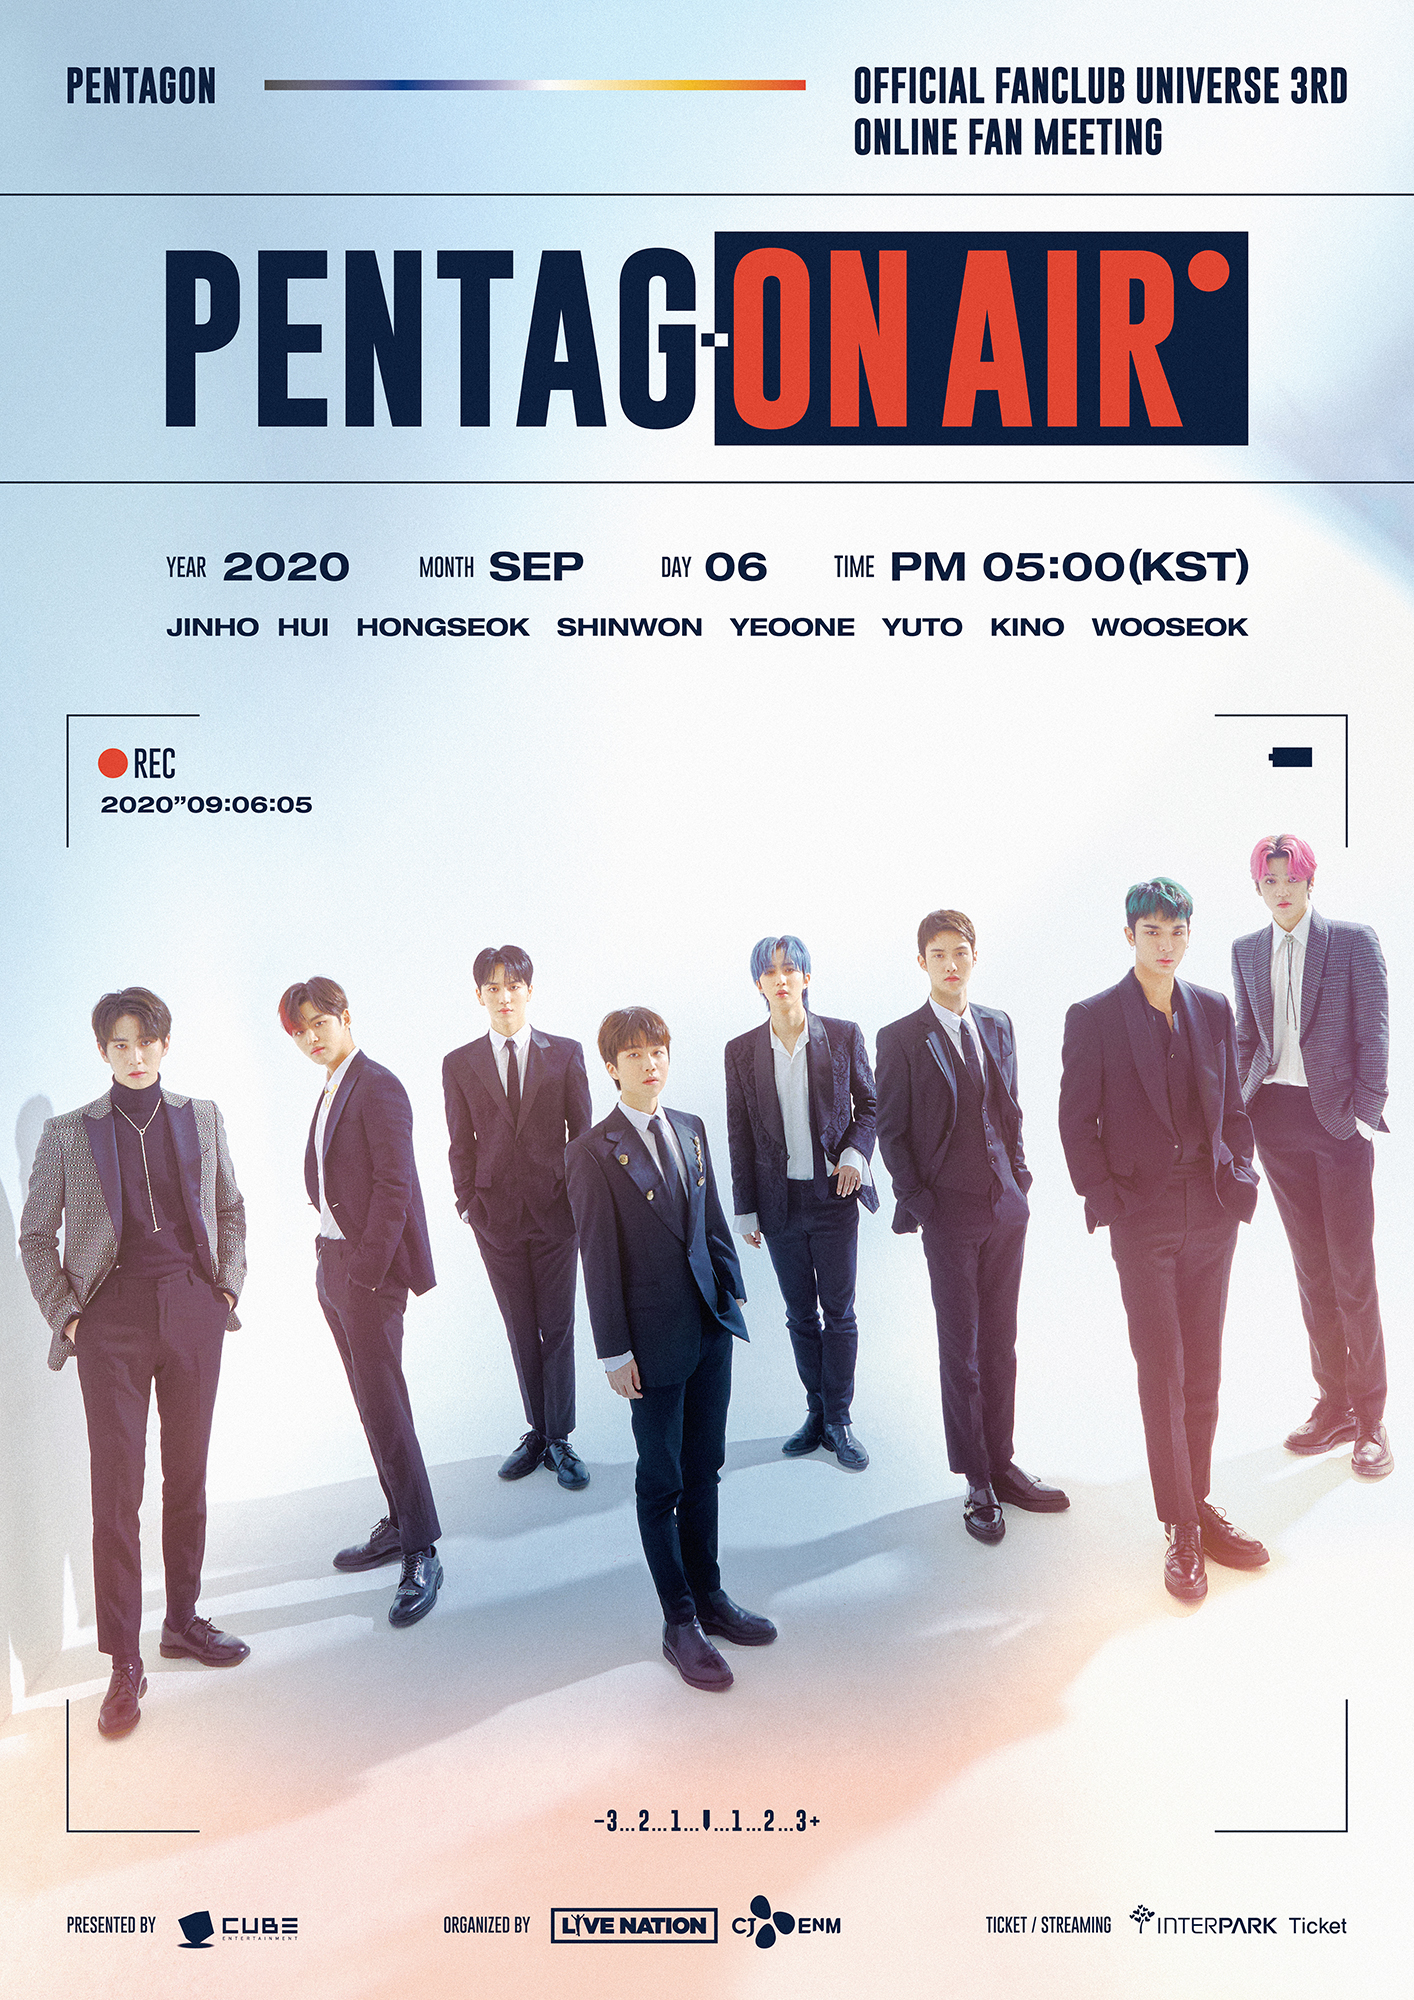 PENTAGON
OFFICIAL FANCLUB UNIVERSE 3RD
ONLINE FAN MEETING
PENTAG-ON AIR
YEAR 2020 MONTH SEP DAY 06 TIME PM 05:00(KST)
JINHO HUI HONGSEOK SHINWON YEOONE YUTO KINO WOOSEOK
REC
2020”09:06:05
-3...2...1...▮...1...2...3+
PRESENTED BY CUBE ENTERTAINMENT ORGANIZED BY LIVE NATION CJ ENM TICKET / STREAMING INTERPARK Ticket